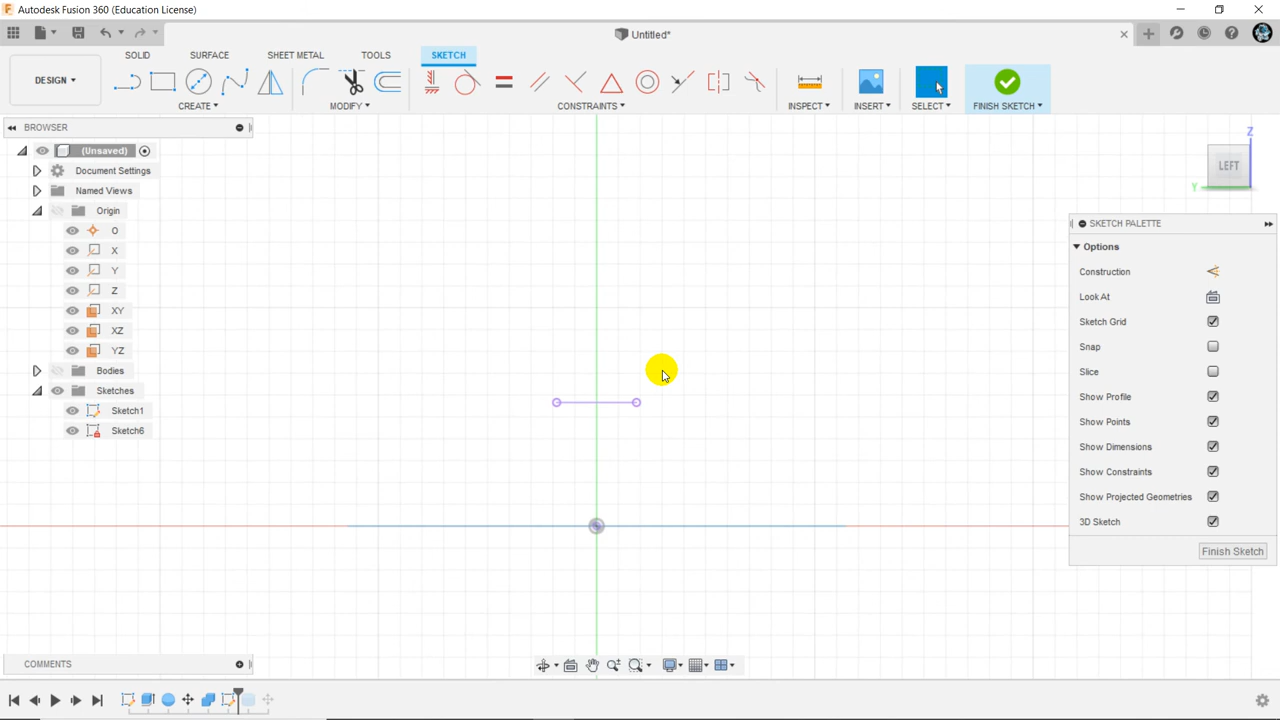 Autodesk Fusion 360 (Education License)
Untitled*
SOLID SURFACE SHEET METAL TOOLS SKETCH
DESIGN
CREATE MODIFY CONSTRAINTS INSPECT INSERT SELECT FINISH SKETCH
BROWSER
(Unsaved)
Document Settings
Named Views
Origin
O
X
Y
Z
XY
XZ
YZ
Bodies
Sketches
Sketch1
Sketch6
Z
LEFT
Y
SKETCH PALETTE
Options
Construction
Look At
Sketch Grid
Snap
Slice
Show Profile
Show Points
Show Dimensions
Show Constraints
Show Projected Geometries
3D Sketch
Finish Sketch
COMMENTS